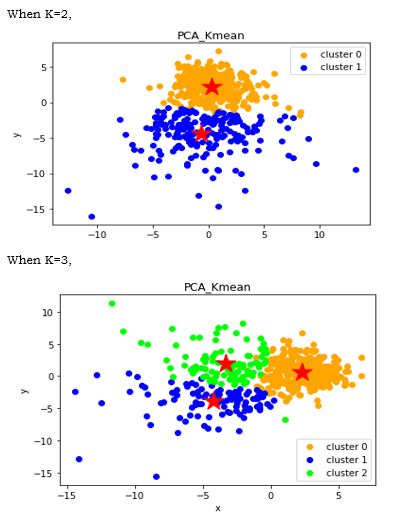 When K=2,
PCA_Kmean
cluster 0
cluster 1
5
0
−5
−10
−15
y
−10 −5 0 5 10
When K=3,
PCA_Kmean
10
5
0
−5
−10
−15
y
cluster 0
cluster 1
cluster 2
−15 −10 −5 0 5
x